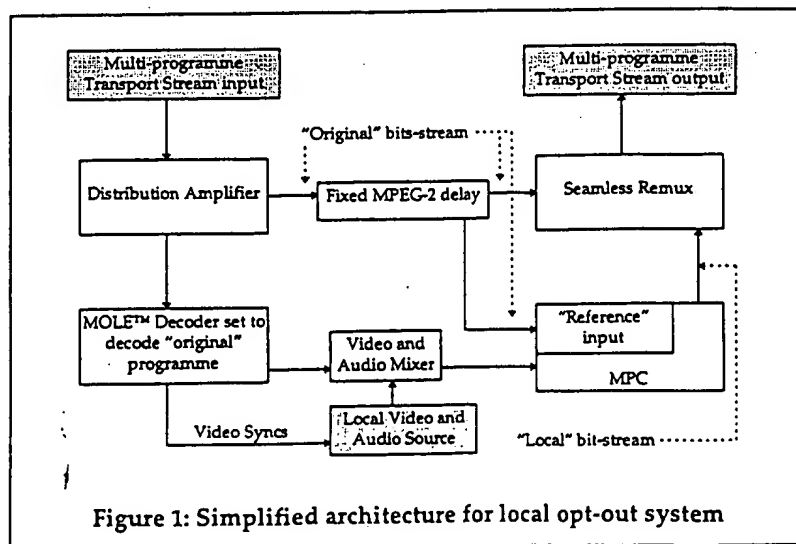 Multi-programme
Transport Stream input
Multi-programme
Transport Stream output
"Original" bits-stream
Distribution Amplifier
Fixed MPEG-2 delay
Seamless Remux
MOLE™ Decoder set to
decode "original"
programme
Video and
Audio Mixer
"Reference"
input
MPC
Video Syncs
Local Video and
Audio Source
"Local" bit-stream
Figure 1: Simplified architecture for local opt-out system